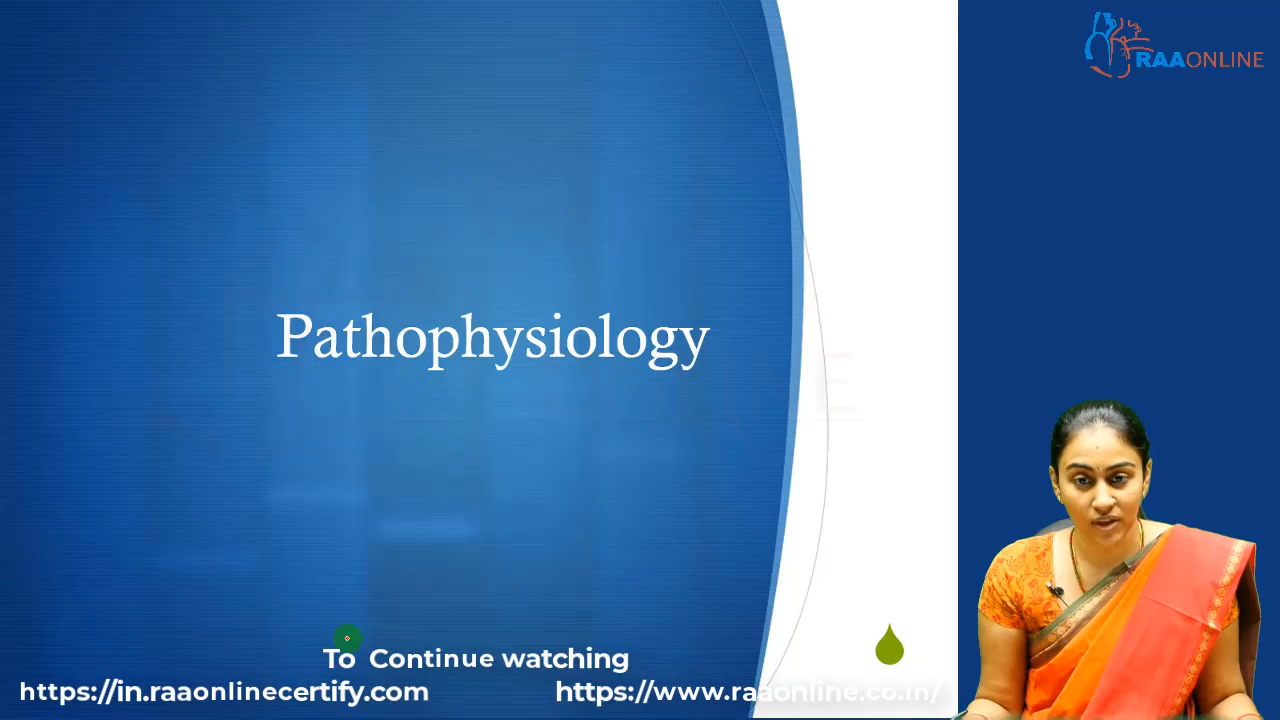 RAAONLINE
Pathophysiology
To Continue watching
https://in.raaonlinecertify.com https://www.raaonline.co.in/